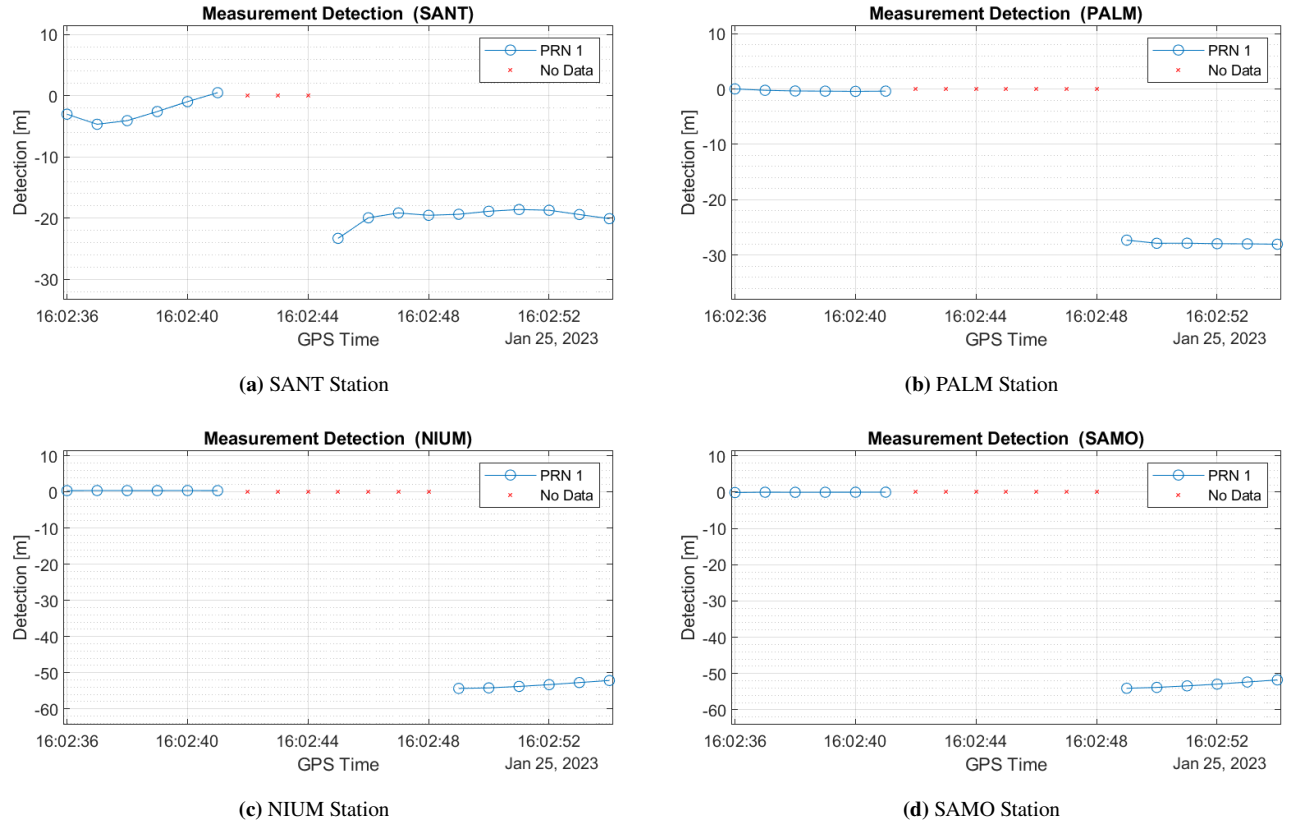 Measurement Detection (SANT)
10
0
-10
-20
-30
Detection [m]
PRN 1
No Data
16:02:36 16:02:40 16:02:44 16:02:48 16:02:52
GPS Time
Jan 25, 2023
(a) SANT Station
Measurement Detection (PALM)
10
0
-10
-20
-30
Detection [m]
PRN 1
No Data
16:02:36 16:02:40 16:02:44 16:02:48 16:02:52
GPS Time
Jan 25, 2023
(b) PALM Station
Measurement Detection (NIUM)
10
0
-10
-20
-30
-40
-50
-60
Detection [m]
PRN 1
No Data
16:02:36 16:02:40 16:02:44 16:02:48 16:02:52
GPS Time
Jan 25, 2023
(c) NIUM Station
Measurement Detection (SAMO)
10
0
-10
-20
-30
-40
-50
-60
Detection [m]
PRN 1
No Data
16:02:36 16:02:40 16:02:44 16:02:48 16:02:52
GPS Time
Jan 25, 2023
(d) SAMO Station